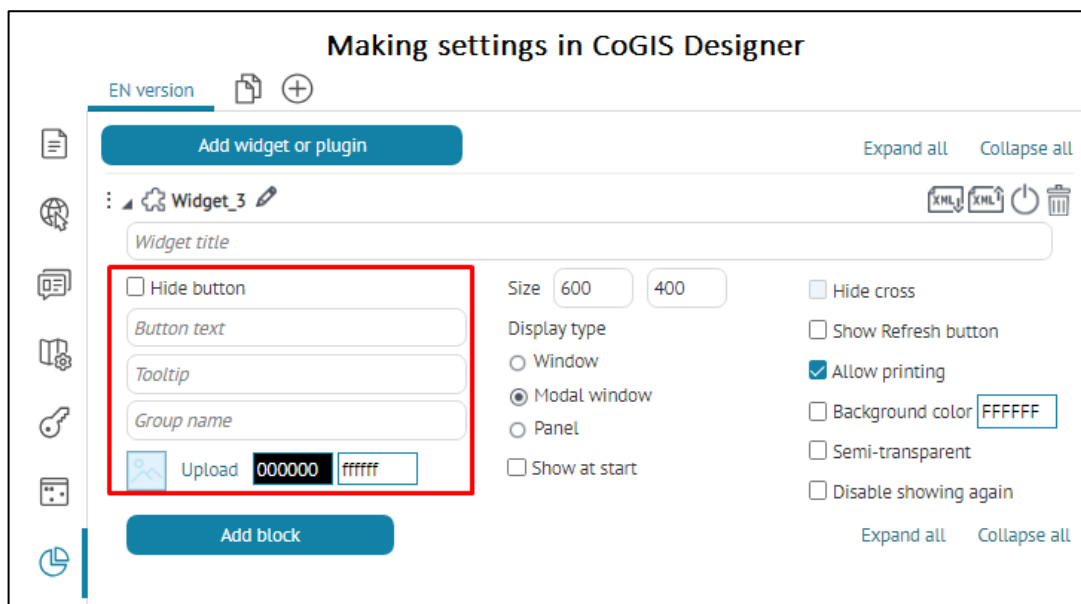 Making settings in CoGIS Designer
EN version
Add widget or plugin
Expand all Collapse all
Widget_3
XML XML
Widget title
Hide button
Button text
Tooltip
Group name
Upload 000000 ffffff
Size 600 400
Display type
Window
Modal window
Panel
Show at start
Hide cross
Show Refresh button
Allow printing
Background color FFFFFF
Semi-transparent
Disable showing again
Add block
Expand all Collapse all